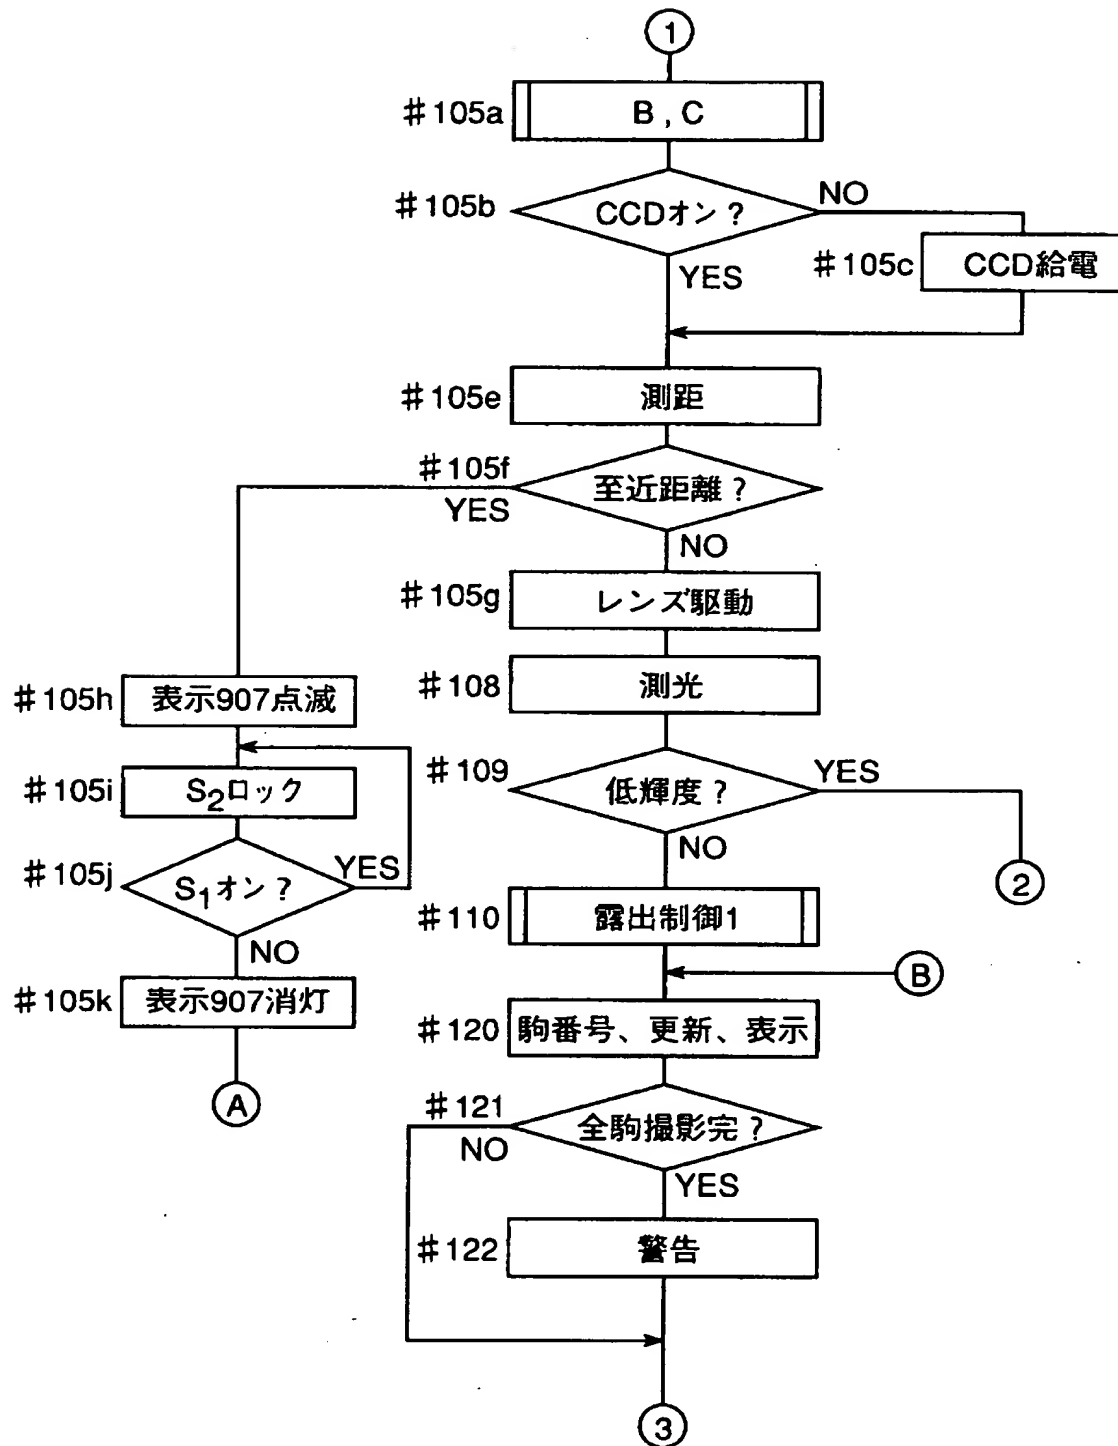 1
#105a
B , C
#105b
CCDオン?
NO
YES
#105c
CCD給電
#105e
測距
#105f
至近距離?
YES
NO
#105g
レンズ駆動
#108
測光
#105h
表示907点滅
#105i
S2ロック
#105j
S1オン?
YES
NO
#105k
表示907消灯
A
#109
低輝度?
YES
NO
2
#110
露出制御1
B
#120
駒番号、更新、表示
#121
全駒撮影完?
NO
YES
#122
警告
3